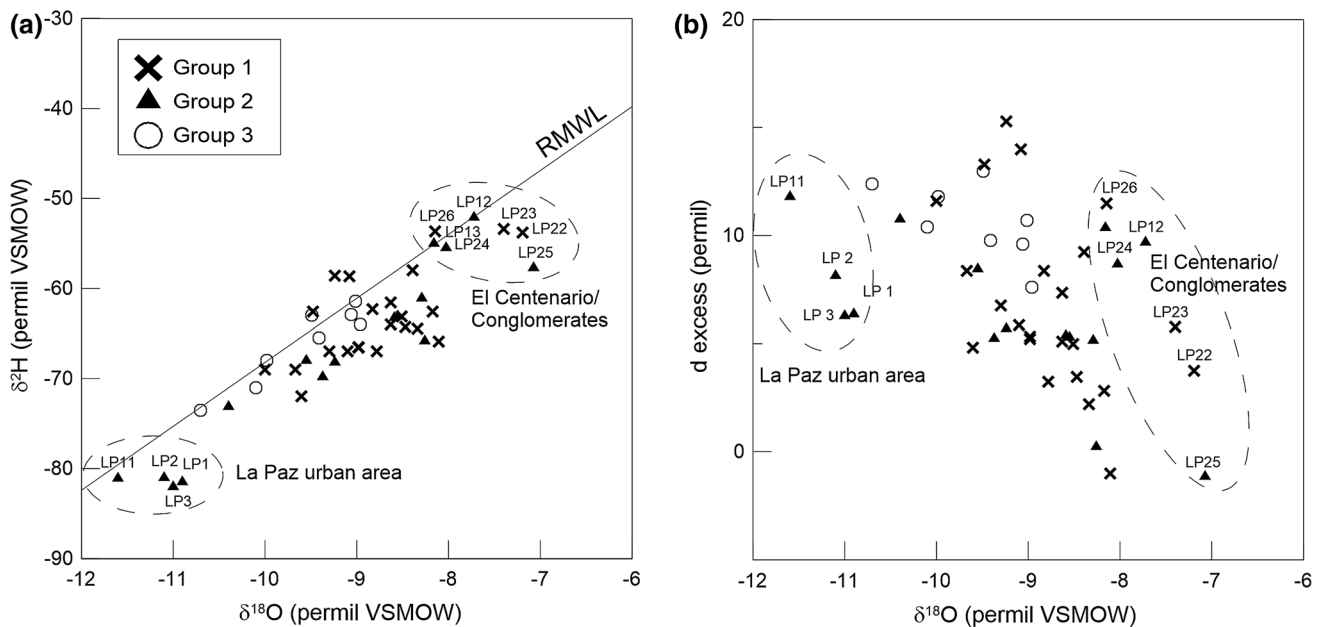 (a)
-30
-40
-50
-60
-70
-80
-90
δ²H (permil VSMOW)
Group 1
Group 2
Group 3
RMWL
LP12
LP26
LP23
LP13
LP22
LP24
LP25
El Centenario/
Conglomerates
LP11
LP2
LP1
LP3
La Paz urban area
-12
-11
-10
-9
-8
-7
-6
δ¹⁸O (permil VSMOW)
(b)
20
10
0
d excess (permil)
LP11
LP 2
LP 1
LP 3
La Paz urban area
LP26
LP12
LP24
El Centenario/
Conglomerates
LP23
LP22
LP25
-12
-11
-10
-9
-8
-7
-6
δ¹⁸O (permil VSMOW)